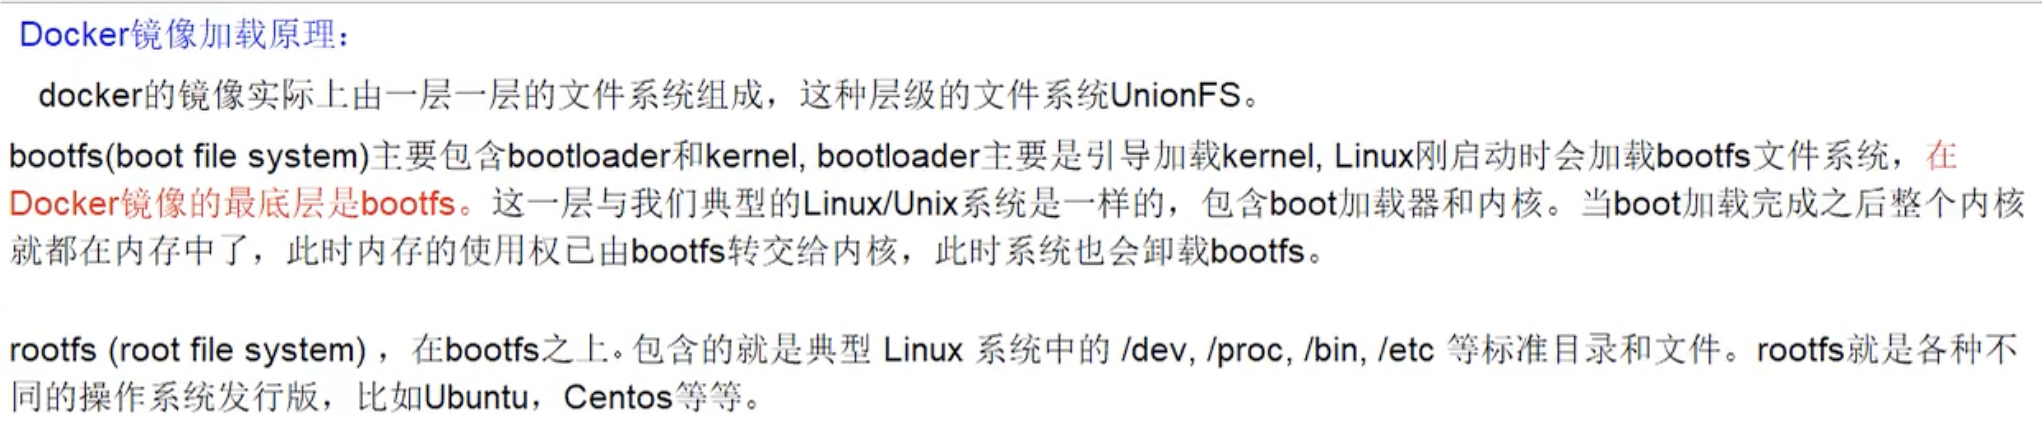 Docker镜像加载原理：
docker的镜像实际上由一层一层的文件系统组成，这种层级的文件系统UnionFS。
bootfs(boot file system)主要包含bootloader和kernel, bootloader主要是引导加载kernel, Linux刚启动时会加载bootfs文件系统，在
Docker镜像的最底层是bootfs。这一层与我们典型的Linux/Unix系统是一样的，包含boot加载器和内核。当boot加载完成之后整个内核
就都在内存中了，此时内存的使用权已由bootfs转交给内核，此时系统也会卸载bootfs。
rootfs (root file system) ，在bootfs之上。包含的就是典型 Linux 系统中的 /dev, /proc, /bin, /etc 等标准目录和文件。rootfs就是各种不
同的操作系统发行版，比如Ubuntu，Centos等等。